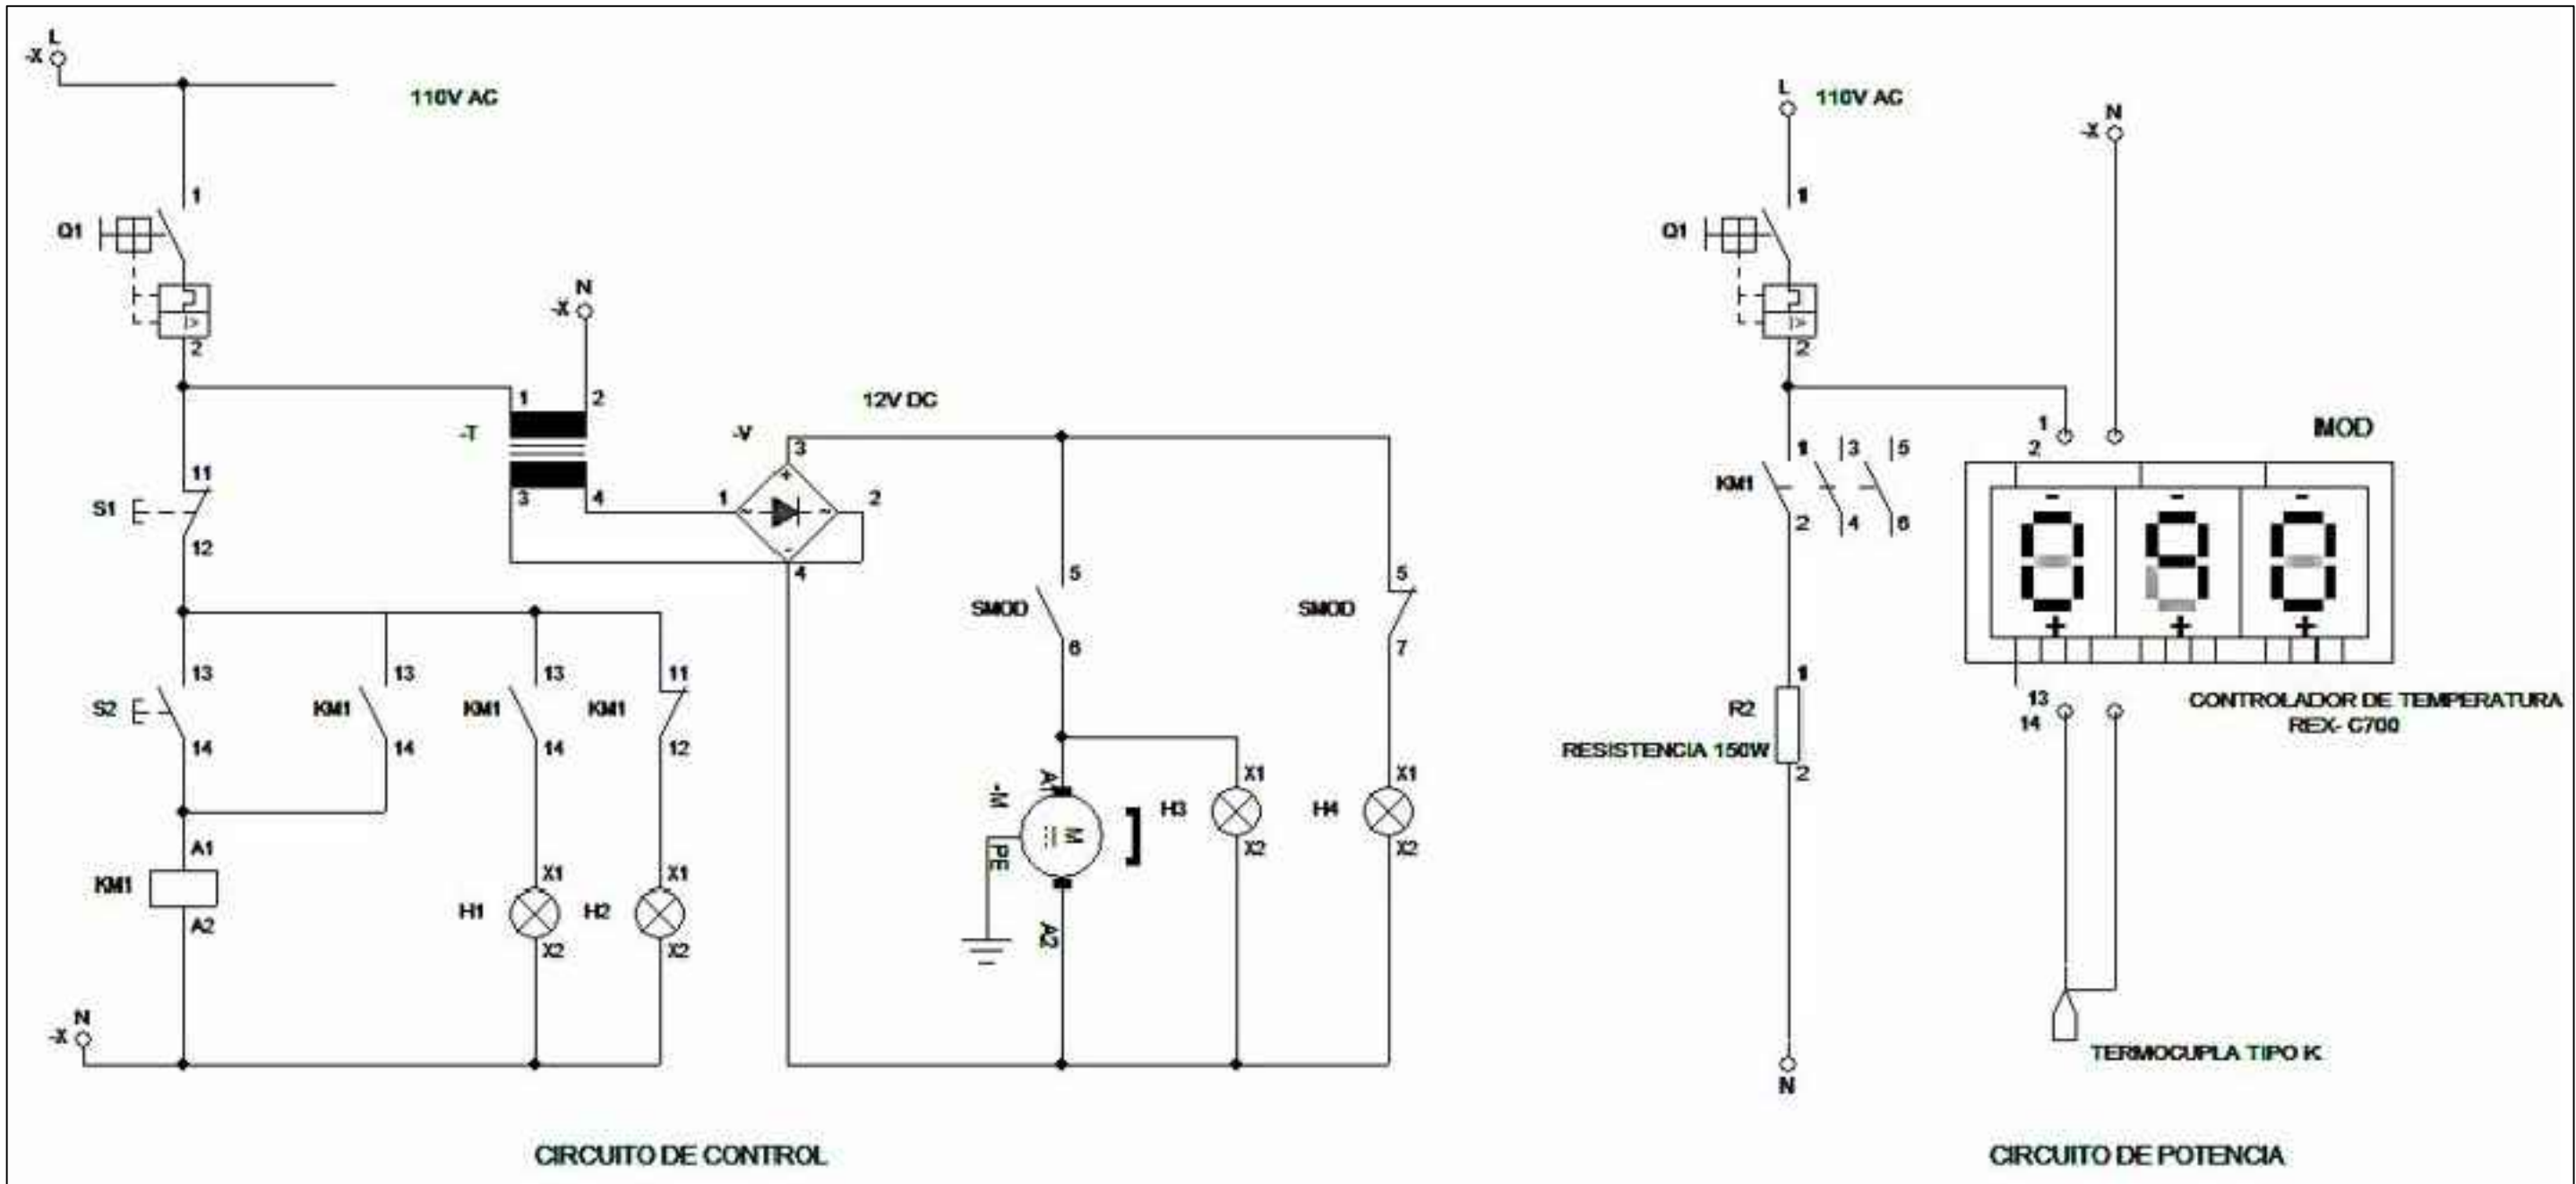 L
-X
110V AC
1
Q1
2
N
-X
1
2
-T
3
4
12V DC
-V
3
1
2
4
11
S1
12
13
S2
14
KM1
13
14
KM1
13
14
KM1
11
12
A1
KM1
A2
X1
H1
X2
X1
H2
X2
N
-X
5
SMOD
6
5
SMOD
7
A1
-M
M
PE
A2
X1
H3
X2
X1
H4
X2
CIRCUITO DE CONTROL
L
110V AC
N
-X
1
Q1
2
1
2
MOD
KM1
1
3
5
2
4
6
- - -
090
+ + +
1
R2
RESISTENCIA 150W
2
13
14
CONTROLADOR DE TEMPERATURA
REX- C700
TERMOCUPLA TIPO K
N
CIRCUITO DE POTENCIA